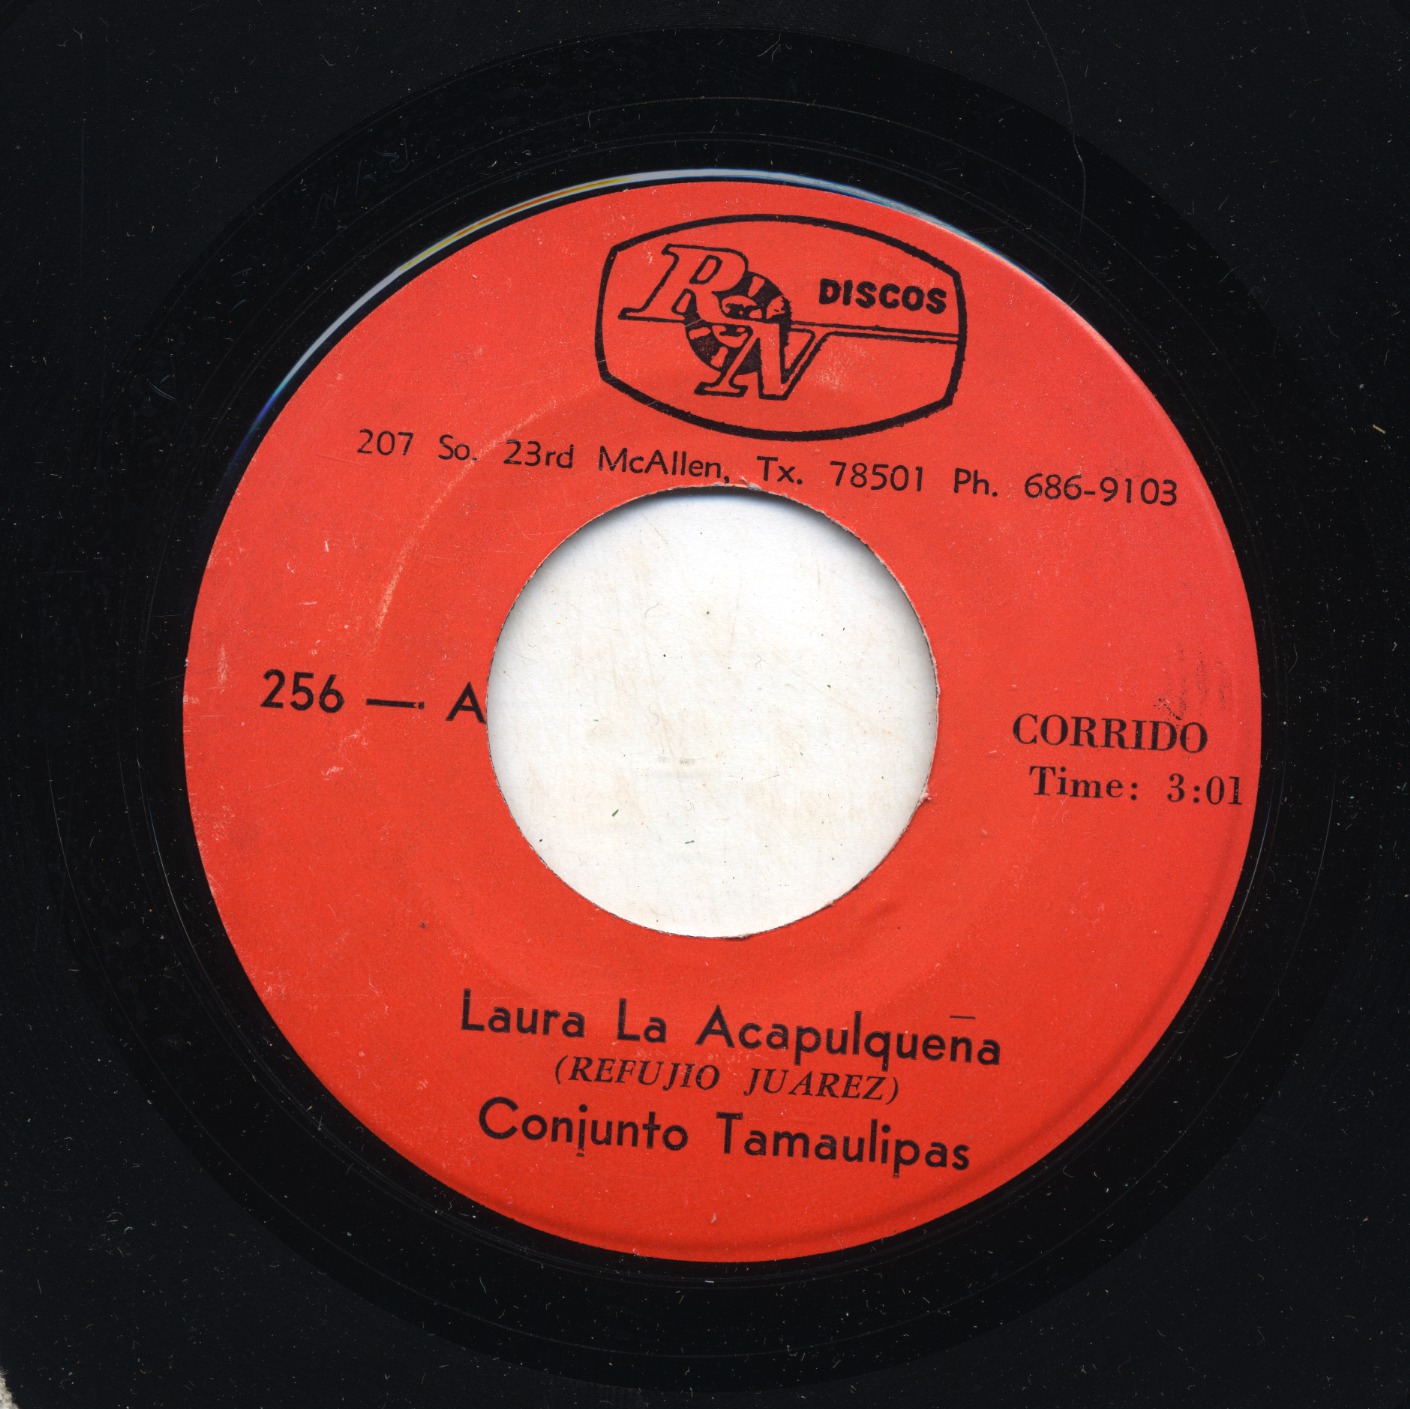 RN DISCOS
207 So. 23rd McAllen, Tx. 78501 Ph. 686-9103
256 — A
CORRIDO
Time: 3:01
Laura La Acapulqueña
(REFUJIO JUAREZ)
Conjunto Tamaulipas